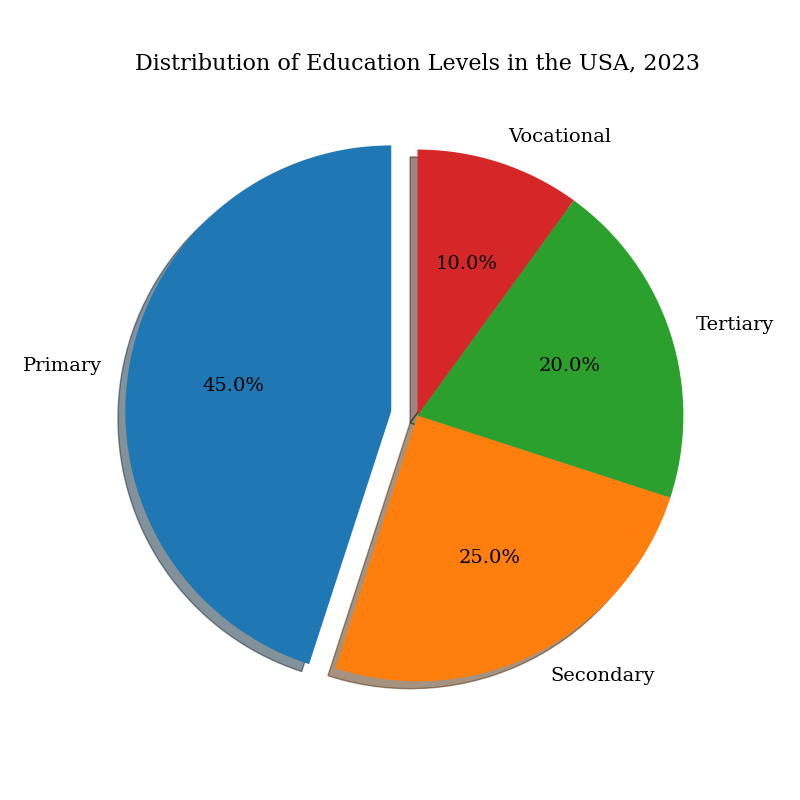 Distribution of Education Levels in the USA, 2023
Vocational
10.0%
Tertiary
20.0%
Primary
45.0%
25.0%
Secondary